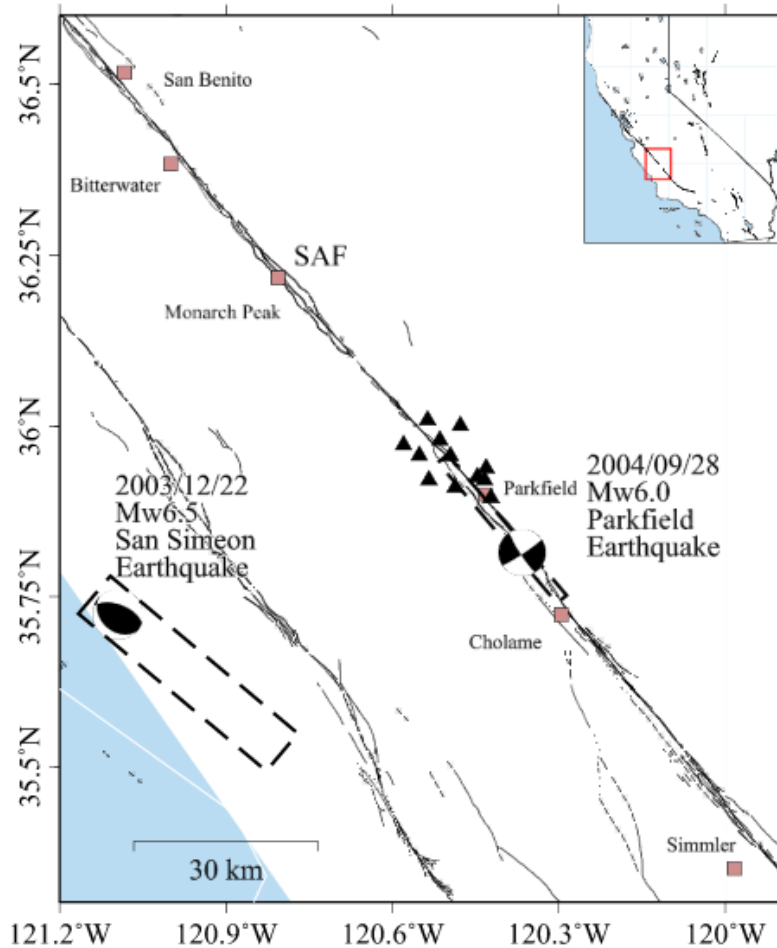 San Benito
Bitterwater
SAF
Monarch Peak
2003/12/22
Mw6.5
San Simeon
Earthquake
2004/09/28
Mw6.0
Parkfield
Earthquake
Parkfield
Cholame
Simmler
30 km
36.5°N
36.25°N
36°N
35.75°N
35.5°N
121.2°W
120.9°W
120.6°W
120.3°W
120°W